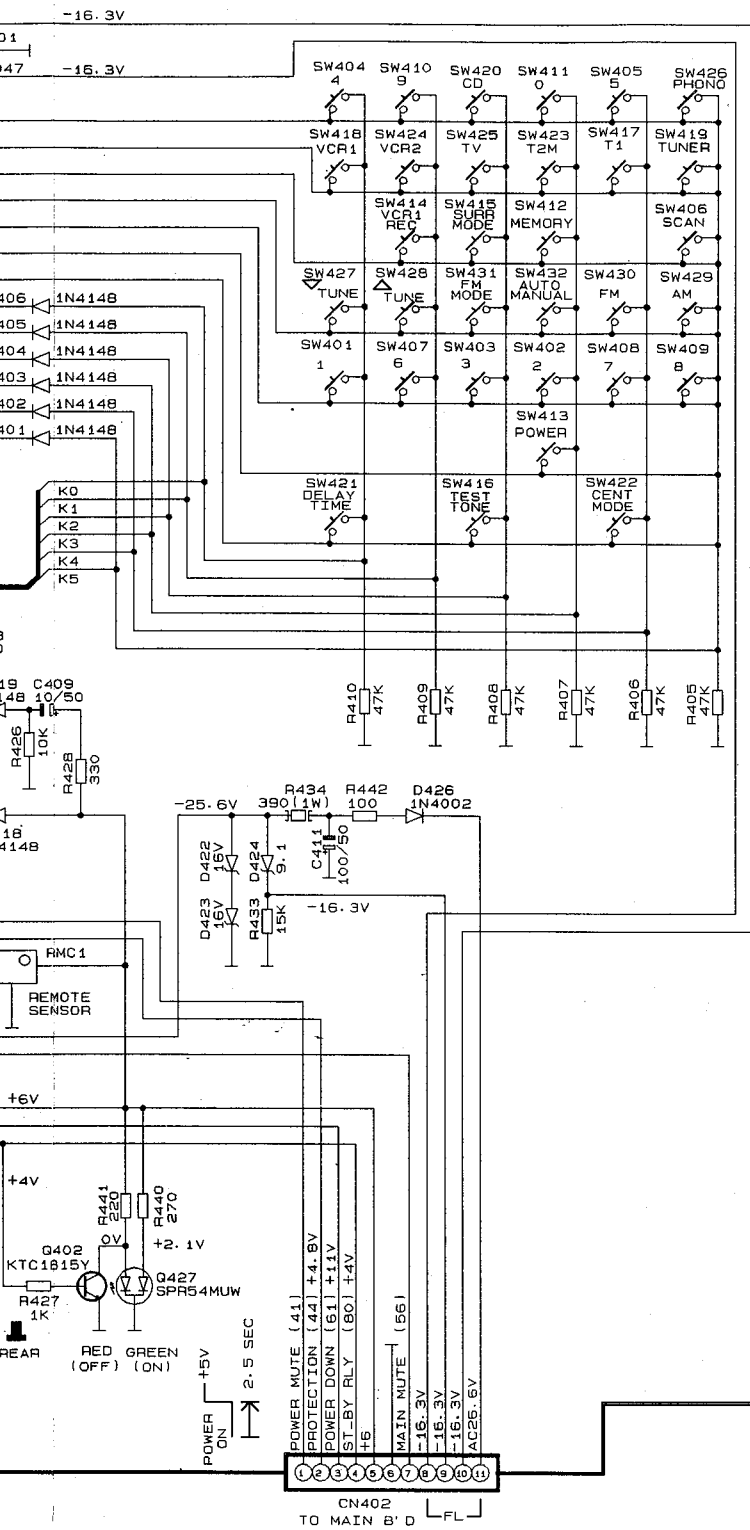 -16.3V
01
947 -16.3V
SW404 SW410 SW420 SW411 SW405 SW426
4 9 CD 0 5 PHONO
SW418 SW424 SW425 SW423 SW417 SW419
VCR1 VCR2 TV T2M T1 TUNER
SW414 SW415 SW412 SW406
VCR1 REC SURR MODE MEMORY SCAN
SW427 SW428 SW431 SW432 SW430 SW429
▽ TUNE △ TUNE FM MODE AUTO MANUAL FM AM
406 1N4148
405 1N4148
404 1N4148
403 1N4148
402 1N4148
401 1N4148
SW401 SW407 SW403 SW402 SW408 SW409
1 6 3 2 7 8
SW413
POWER
SW421 SW416 SW422
DELAY TIME TEST TONE CENT MODE
K0
K1
K2
K3
K4
K5
R410 47K
R409 47K
R408 47K
R407 47K
R406 47K
R405 47K
19 C409
148 10/50
R426 10K
R428 330
18
4148
-25.6V
R434 R442 D426
390(1W) 100 1N4002
D422 16V
D424 9.1
C411 100/50
D423 16V
R433 15K
-16.3V
RMC1
REMOTE
SENSOR
+6V
+4V
R441 220
R440 270
0V +2.1V
Q402
KTC1815Y
Q427
SPR54MUW
R427
1K
REAR
RED GREEN
(OFF) (ON)
+5V
POWER ON
2.5 SEC
POWER MUTE (41)
PROTECTION (44) +4.8V
POWER DOWN (61) +11V
ST-BY RLY (80) +4V
+6
MAIN MUTE (56)
-16.3V
-16.3V
-16.3V
AC26.6V
1 2 3 4 5 6 7 8 9 10 11
CN402
TO MAIN B'D FL